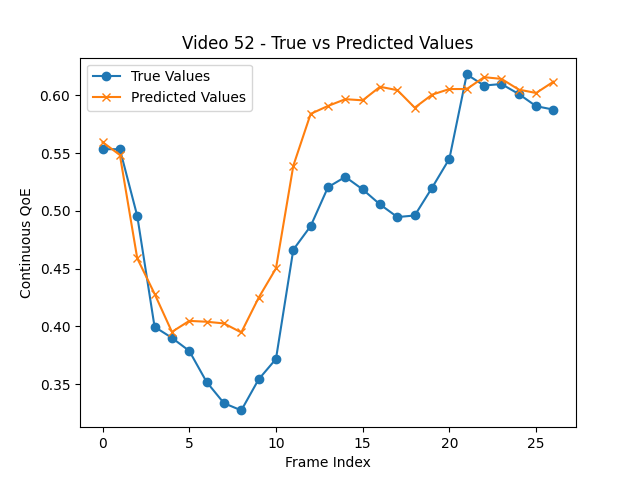 Video 52 - True vs Predicted Values
True Values
Predicted Values
0.60
0.55
0.50
0.45
0.40
0.35
Continuous QoE
0 5 10 15 20 25
Frame Index